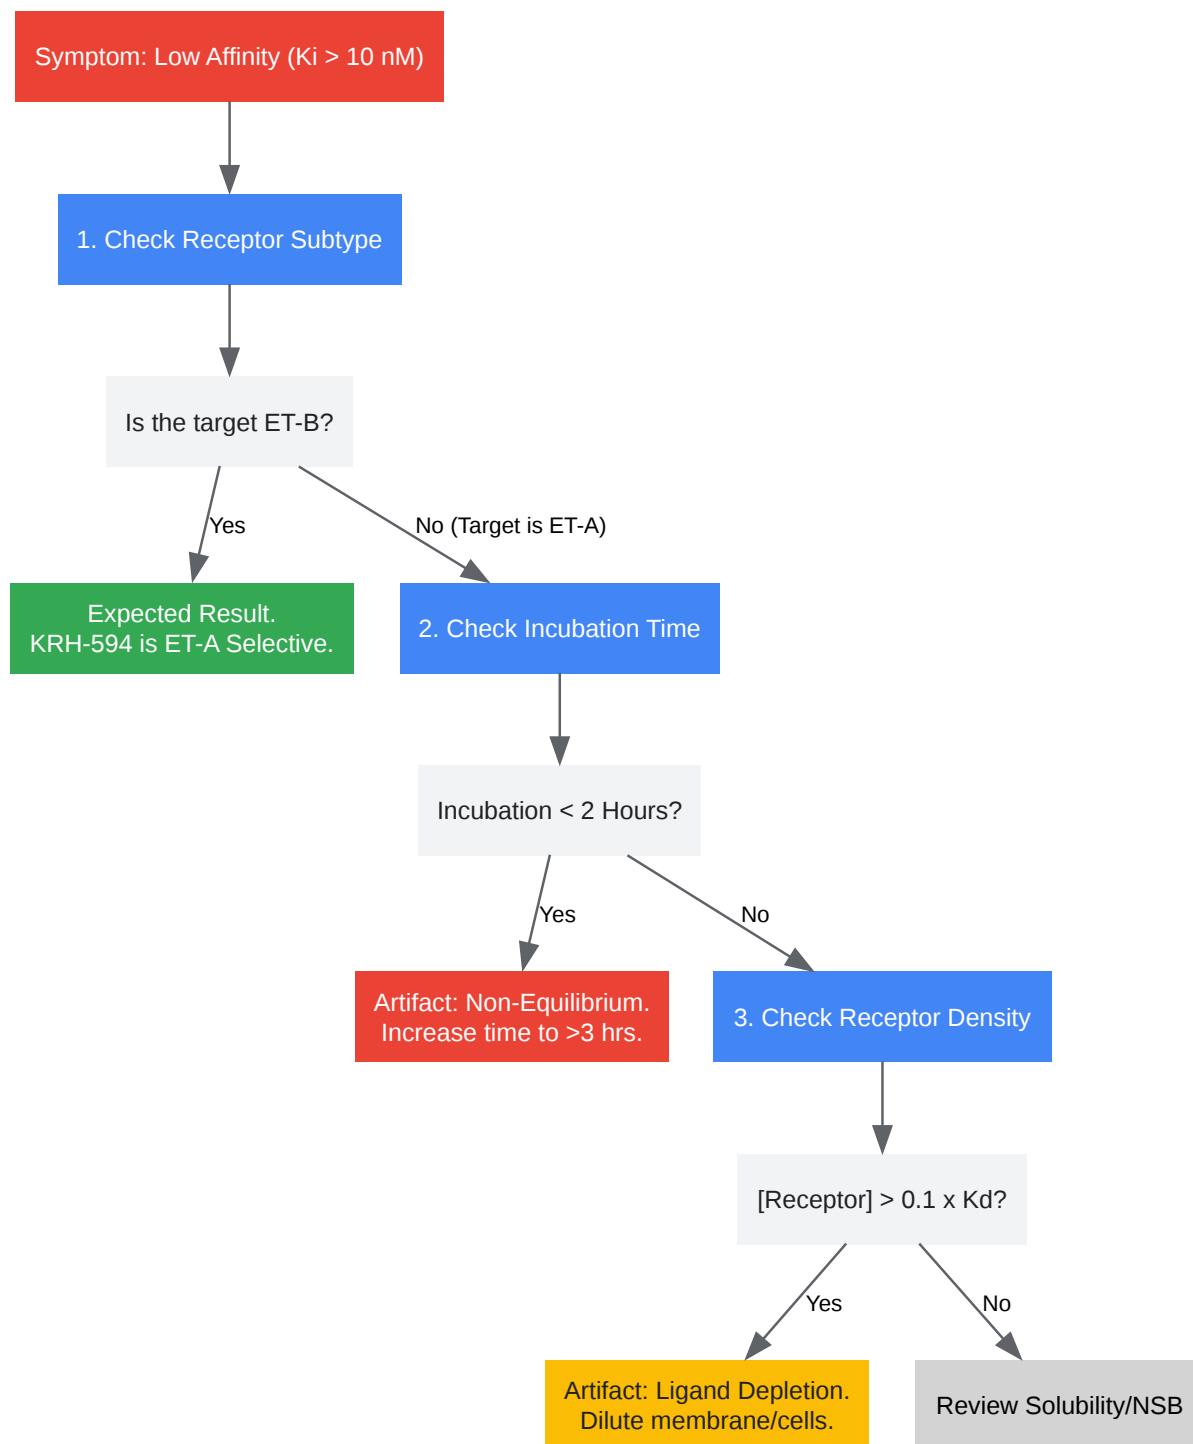 Symptom: Low Affinity (Ki > 10 nM)
1. Check Receptor Subtype
Is the target ET-B?
Yes
No (Target is ET-A)
Expected Result.
KRH-594 is ET-A Selective.
2. Check Incubation Time
Incubation < 2 Hours?
Yes
No
Artifact: Non-Equilibrium.
Increase time to >3 hrs.
3. Check Receptor Density
[Receptor] > 0.1 x Kd?
Yes
No
Artifact: Ligand Depletion.
Dilute membrane/cells.
Review Solubility/NSB